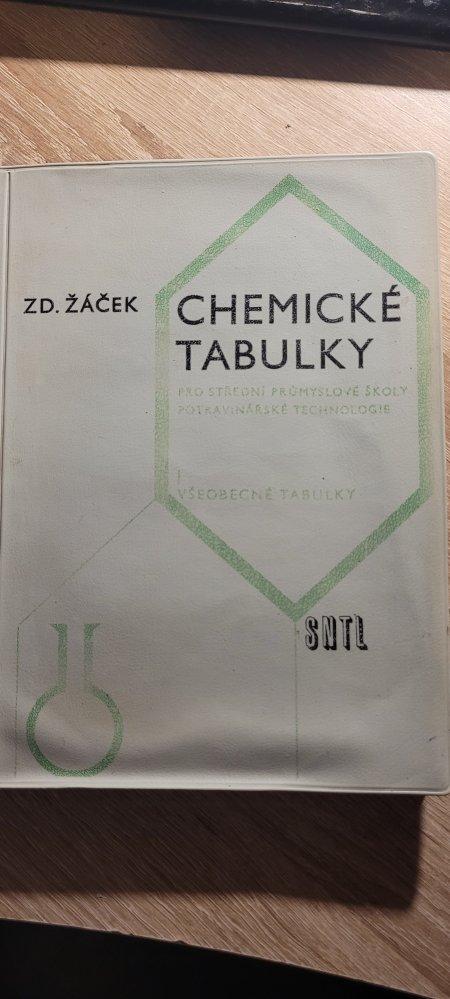 ZD. ŽÁČEK
CHEMICKÉ
TABULKY
PRO STŘEDNÍ PRŮMYSLOVÉ ŠKOLY
POTRAVINÁŘSKÉ TECHNOLOGIE
I
VŠEOBECNÉ TABULKY
SNTL